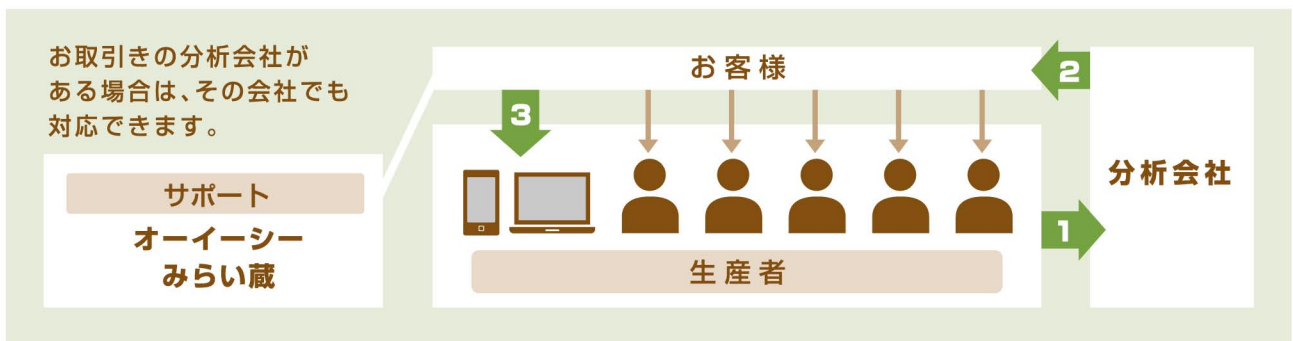 お取引きの分析会社が
ある場合は、その会社でも
対応できます。
サポート
オーイーシー
みらい蔵
お客様
2
3
1
分析会社
生産者